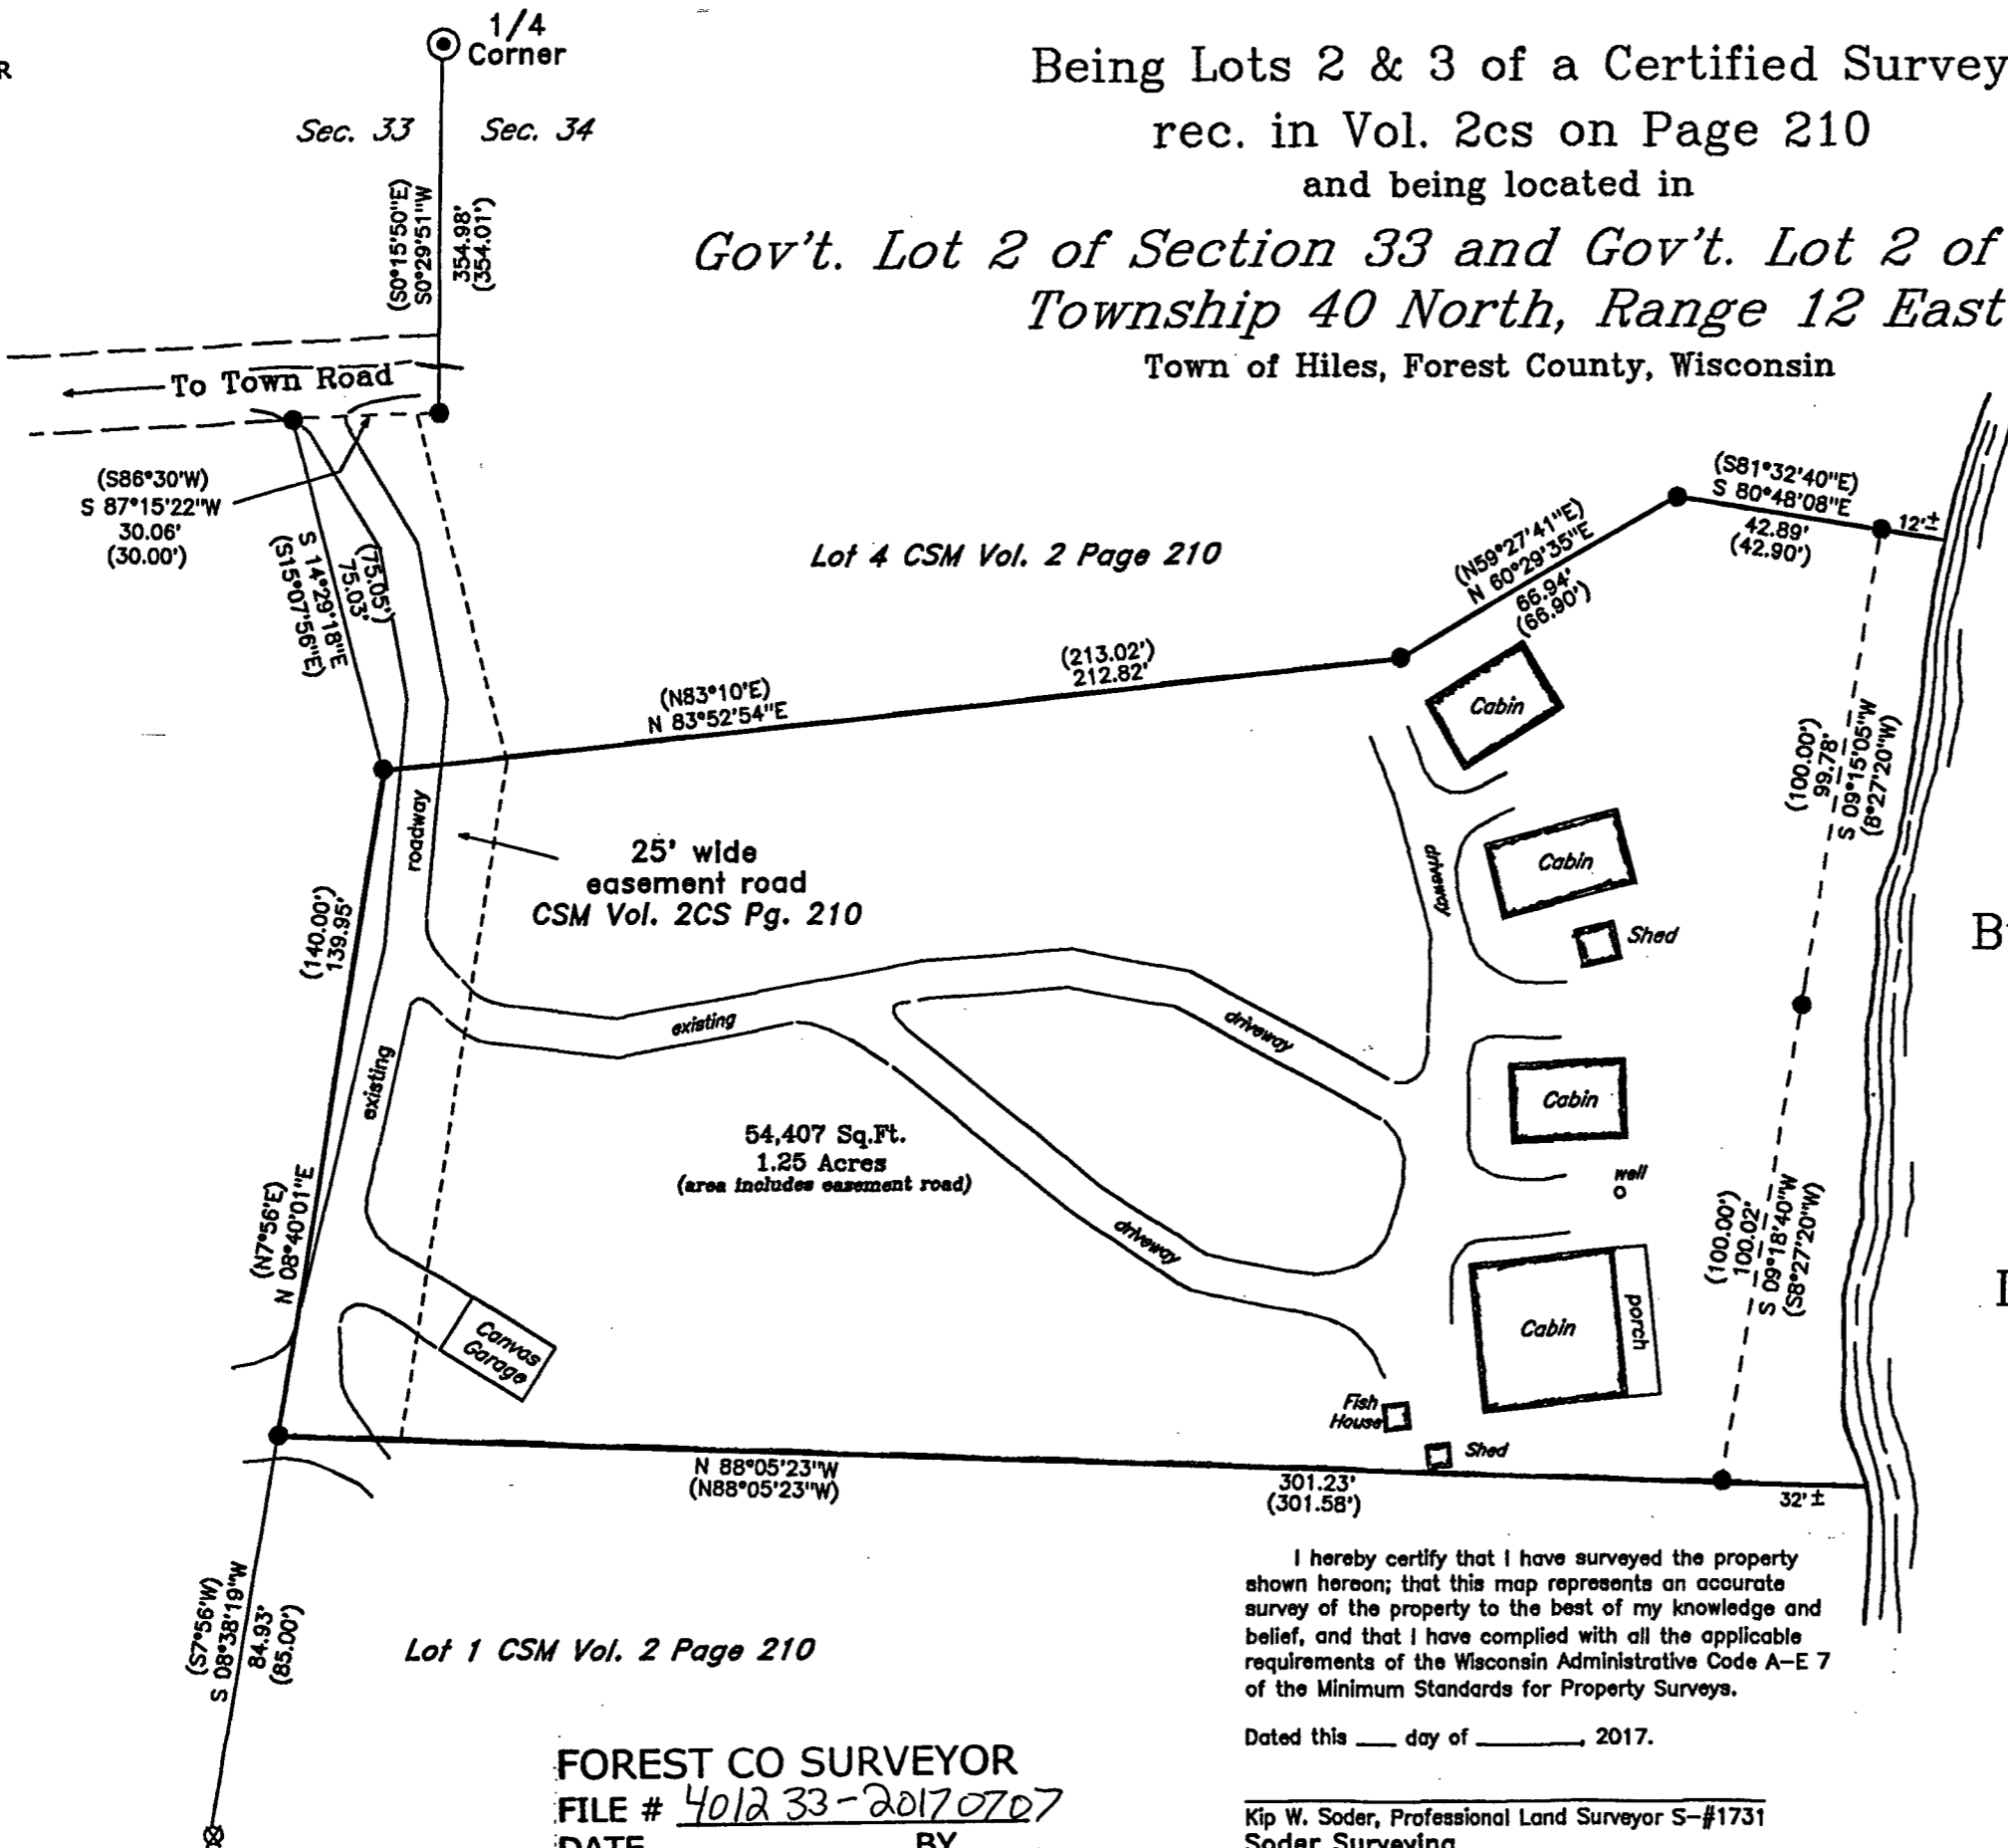 R
1/4
Corner
Sec. 33
Sec. 34
Being Lots 2 & 3 of a Certified Survey
rec. in Vol. 2cs on Page 210
and being located in
Gov't. Lot 2 of Section 33 and Gov't. Lot 2 of
Township 40 North, Range 12 East
Town of Hiles, Forest County, Wisconsin
(S0°15'50"E)
S0°29'51"W
354.98'
(354.01')
To Town Road
(S86°30'W)
S 87°15'22"W
30.06'
(30.00')
(75.05')
75.03'
S 14°29'18"E
(S15°07'56"E)
Lot 4 CSM Vol. 2 Page 210
(S81°32'40"E)
S 80°48'08"E
42.89'
(42.90')
12'±
(N59°27'41"E)
N 60°29'35"E
66.94'
(66.90')
(213.02')
212.82'
(N83°10'E)
N 83°52'54"E
Cabin
(100.00')
99.78'
S 09°15'05"W
(8°27'20"W)
roadway
25' wide
easement road
CSM Vol. 2CS Pg. 210
driveway
Cabin
Shed
(140.00')
139.95'
existing
driveway
existing
Cabin
54,407 Sq.Ft.
1.25 Acres
(area includes easement road)
well
(N7°56'E)
N 08°40'01"E
driveway
(100.00')
100.02'
S 09°18'40"W
(S8°27'20"W)
Canvas
Garage
Cabin
porch
Fish
House
Shed
N 88°05'23"W
(N88°05'23"W)
301.23'
(301.58')
32'±
(S7°56'W)
S 08°38'19"W
84.93'
(85.00')
Lot 1 CSM Vol. 2 Page 210
I hereby certify that I have surveyed the property
shown hereon; that this map represents an accurate
survey of the property to the best of my knowledge and
belief, and that I have complied with all the applicable
requirements of the Wisconsin Administrative Code A-E 7
of the Minimum Standards for Property Surveys.
Dated this ___ day of ________, 2017.
FOREST CO SURVEYOR
FILE # 401233-20170707
DATE BY
Kip W. Soder, Professional Land Surveyor S-#1731
Soder Surveying